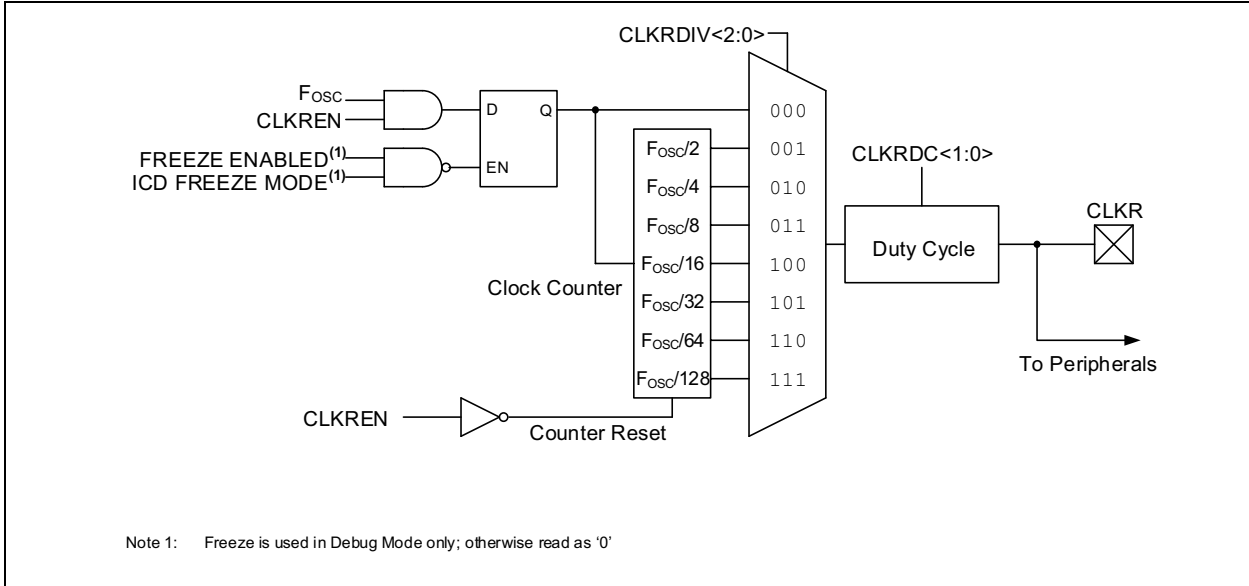 CLKRDIV<2:0>
FOSC
CLKREN
FREEZE ENABLED(1)
ICD FREEZE MODE(1)
D Q
EN
000
FOSC/2 001
FOSC/4 010
FOSC/8 011
FOSC/16 100
FOSC/32 101
FOSC/64 110
FOSC/128 111
Clock Counter
CLKREN
Counter Reset
CLKRDC<1:0>
Duty Cycle
CLKR
To Peripherals
Note 1: Freeze is used in Debug Mode only; otherwise read as ‘0’